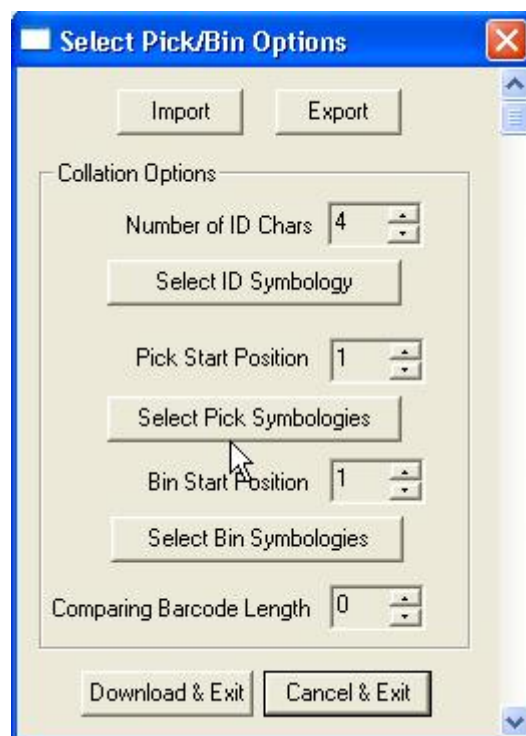 Select Pick/Bin Options
Import Export
Collation Options
Number of ID Chars 4
Select ID Symbology
Pick Start Position 1
Select Pick Symbologies
Bin Start Position 1
Select Bin Symbologies
Comparing Barcode Length 0
Download & Exit Cancel & Exit